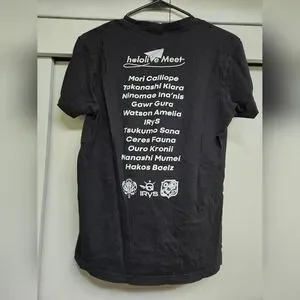 hololive Meet
Mori Calliope
Takanashi Kiara
Ninomae Ina'nis
Gawr Gura
Watson Amelia
IRyS
Tsukumo Sana
Ceres Fauna
Ouro Kronii
Nanashi Mumei
Hakos Baelz
IRyS